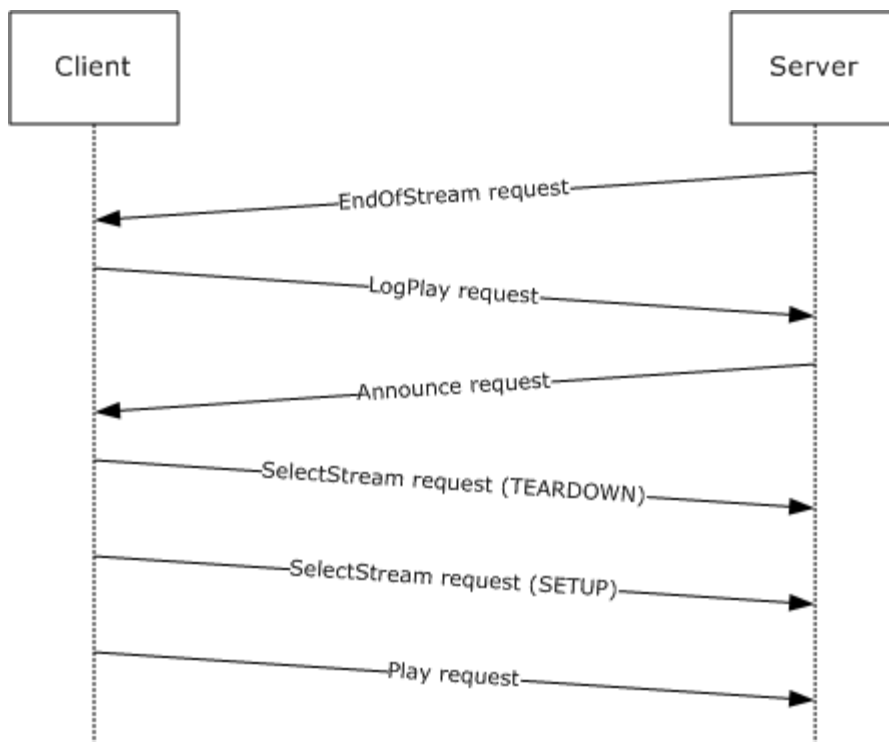 Client
Server
EndOfStream request
LogPlay request
Announce request
SelectStream request (TEARDOWN)
SelectStream request (SETUP)
Play request